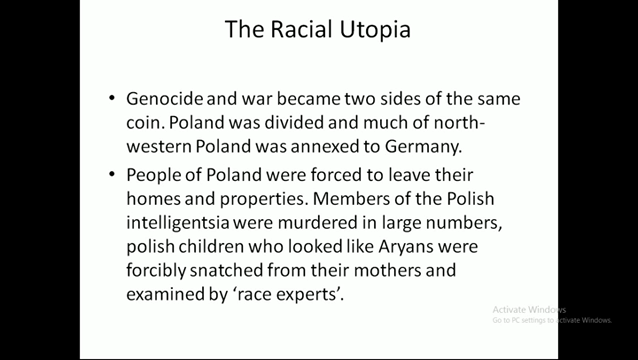 The Racial Utopia
• Genocide and war became two sides of the same
coin. Poland was divided and much of north-
western Poland was annexed to Germany.
• People of Poland were forced to leave their
homes and properties. Members of the Polish
intelligentsia were murdered in large numbers,
polish children who looked like Aryans were
forcibly snatched from their mothers and
examined by ‘race experts’.
Activate Windows
Go to PC settings to activate Windows.